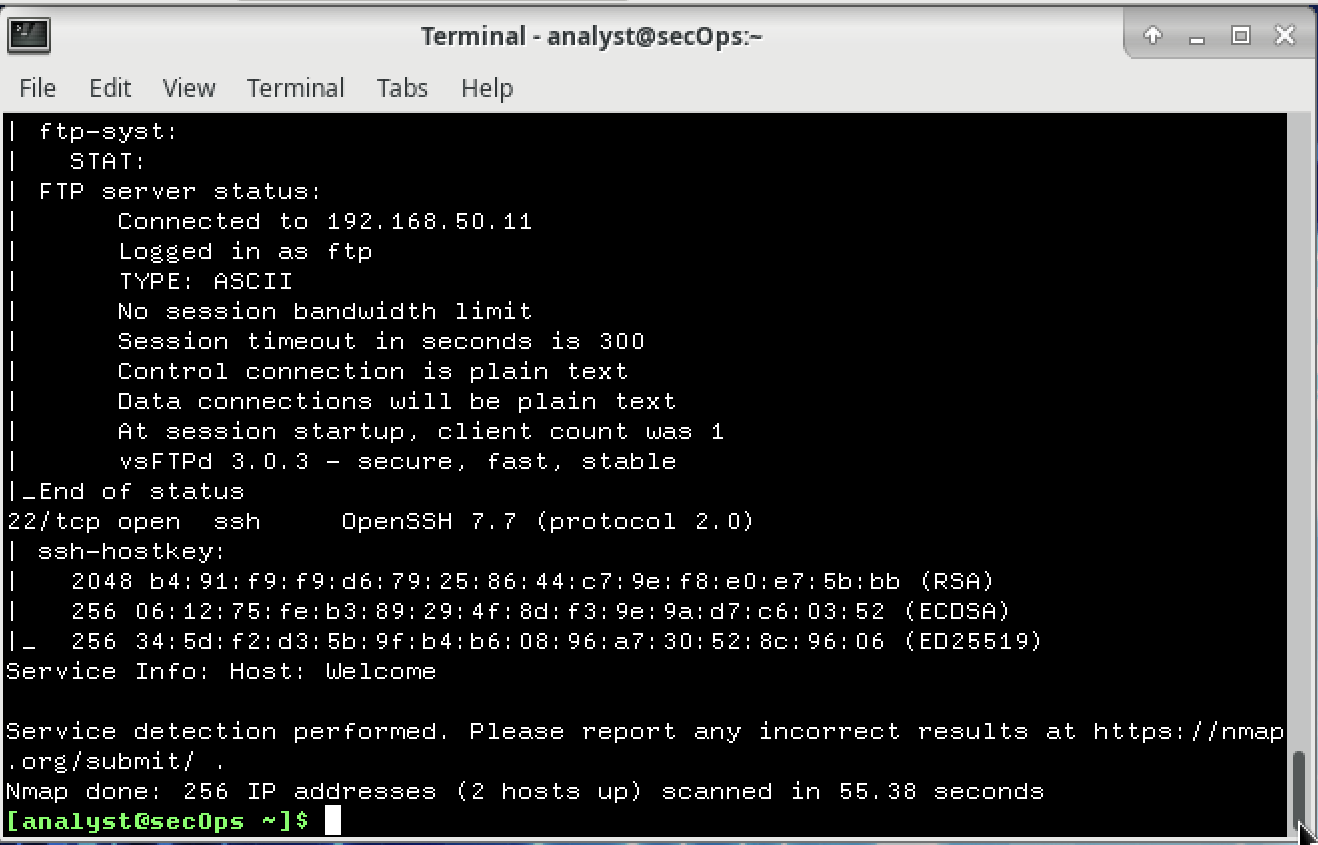 Terminal - analyst@secOps:~
File Edit View Terminal Tabs Help
| ftp-syst:
|   STAT:
| FTP server status:
|      Connected to 192.168.50.11
|      Logged in as ftp
|      TYPE: ASCII
|      No session bandwidth limit
|      Session timeout in seconds is 300
|      Control connection is plain text
|      Data connections will be plain text
|      At session startup, client count was 1
|      vsFTPd 3.0.3 - secure, fast, stable
|_End of status
22/tcp open  ssh     OpenSSH 7.7 (protocol 2.0)
| ssh-hostkey:
|   2048 b4:91:f9:f9:d6:79:25:86:44:c7:9e:f8:e0:e7:5b:bb (RSA)
|   256 06:12:75:fe:b3:89:29:4f:8d:f3:9e:9a:d7:c6:03:52 (ECDSA)
|_  256 34:5d:f2:d3:5b:9f:b4:b6:08:96:a7:30:52:8c:96:06 (ED25519)
Service Info: Host: Welcome
Service detection performed. Please report any incorrect results at https://nmap
.org/submit/ .
Nmap done: 256 IP addresses (2 hosts up) scanned in 55.38 seconds
[analyst@secOps ~]$